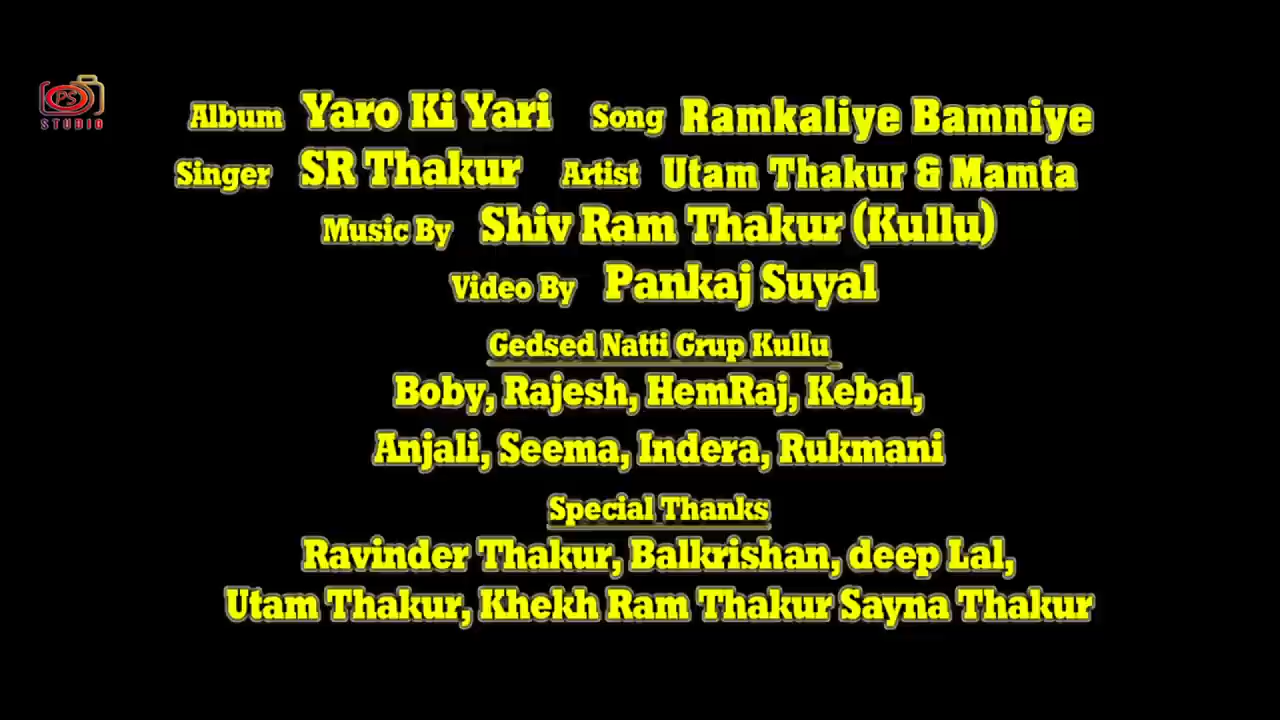 PS
STUDIO
Album Yaro Ki Yari Song Ramkaliye Bamniye
Singer SR Thakur Artist Utam Thakur & Mamta
Music By Shiv Ram Thakur (Kullu)
Video By Pankaj Suyal
Gedsed Natti Grup Kullu
Boby, Rajesh, HemRaj, Kebal,
Anjali, Seema, Indera, Rukmani
Special Thanks
Ravinder Thakur, Balkrishan, deep Lal,
Utam Thakur, Khekh Ram Thakur Sayna Thakur